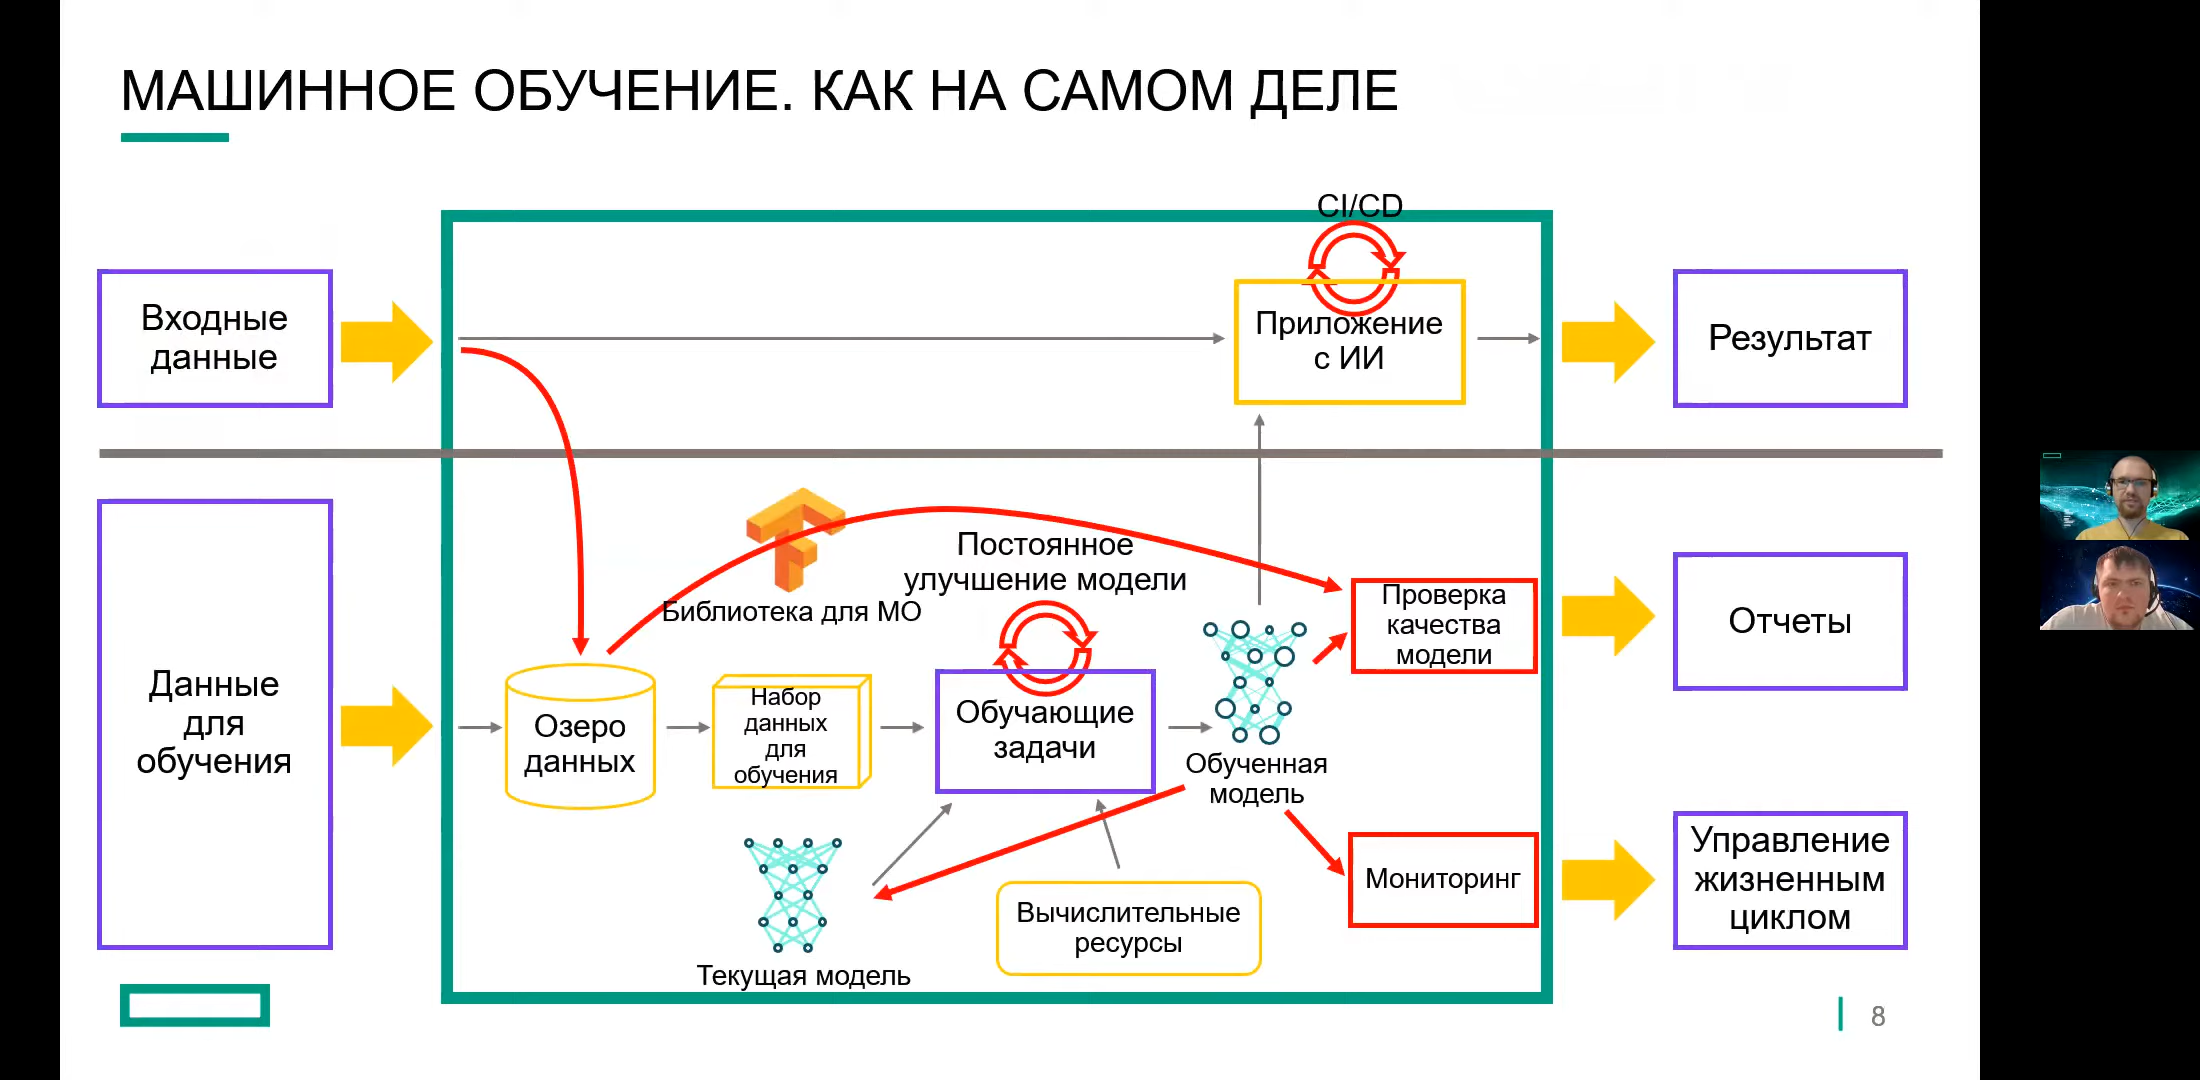 МАШИННОЕ ОБУЧЕНИЕ. КАК НА САМОМ ДЕЛЕ
CI/CD
Входные
данные
Приложение
с ИИ
Результат
Постоянное
улучшение модели
Библиотека для МО
Проверка
качества
модели
Отчеты
Данные
для
обучения
Озеро
данных
Набор
данных
для
обучения
Обучающие
задачи
Обученная
модель
Текущая модель
Вычислительные
ресурсы
Мониторинг
Управление
жизненным
циклом
8